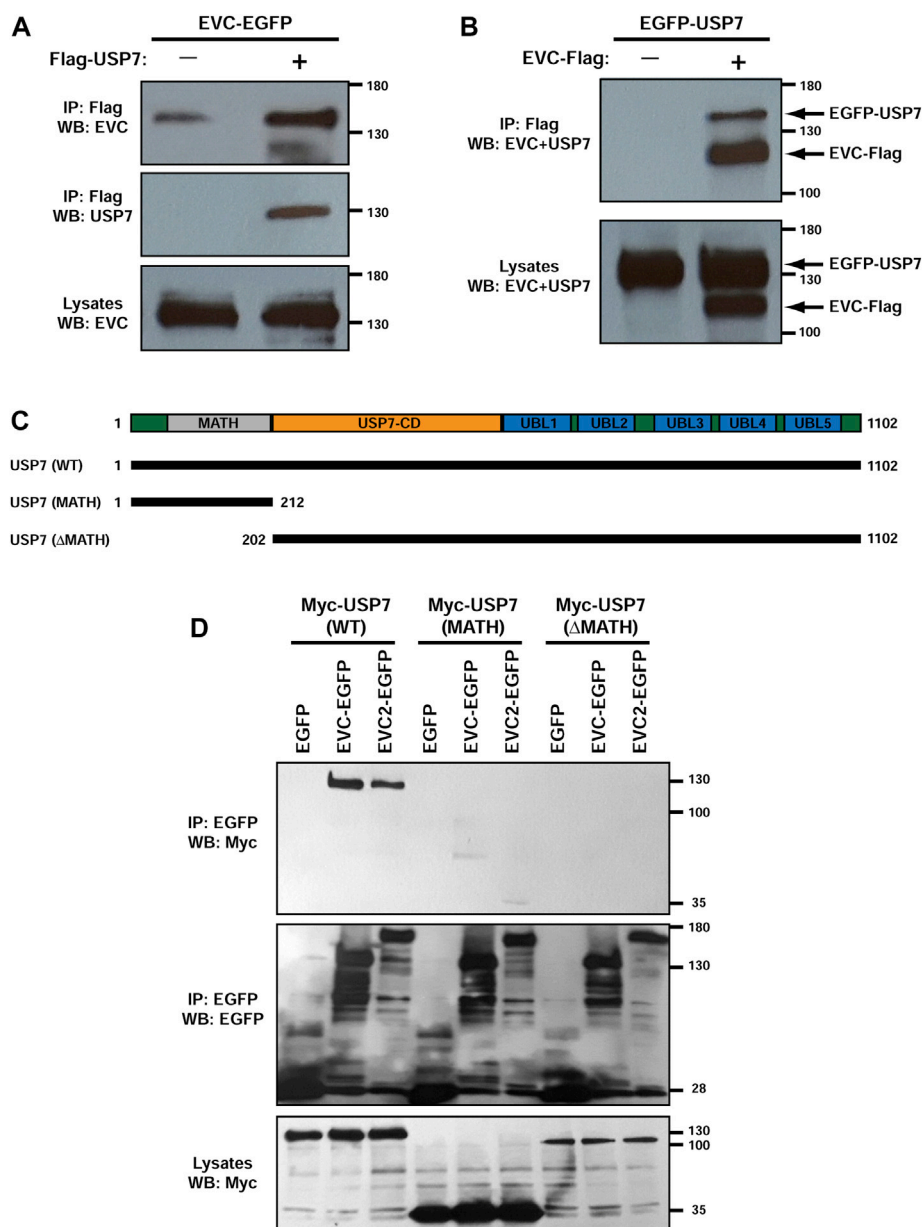 A
EVC-EGFP
Flag-USP7: — +
IP: Flag
WB: EVC
180
130
IP: Flag
WB: USP7
130
Lysates
WB: EVC
180
130
B
EGFP-USP7
EVC-Flag: — +
IP: Flag
WB: EVC+USP7
180
EGFP-USP7
130
EVC-Flag
100
Lysates
WB: EVC+USP7
180
EGFP-USP7
130
EVC-Flag
100
C
1 MATH USP7-CD UBL1 UBL2 UBL3 UBL4 UBL5 1102
USP7 (WT) 1 1102
USP7 (MATH) 1 212
USP7 (ΔMATH) 202 1102
D
Myc-USP7
(WT)
Myc-USP7
(MATH)
Myc-USP7
(ΔMATH)
EGFP
EVC-EGFP
EVC2-EGFP
EGFP
EVC-EGFP
EVC2-EGFP
EGFP
EVC-EGFP
EVC2-EGFP
IP: EGFP
WB: Myc
130
100
35
IP: EGFP
WB: EGFP
180
130
28
Lysates
WB: Myc
130
100
35